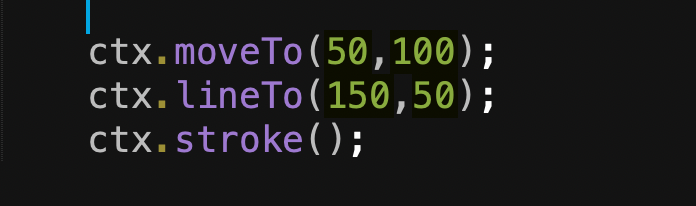 ctx.moveTo(50,100);
ctx.lineTo(150,50);
ctx.stroke();